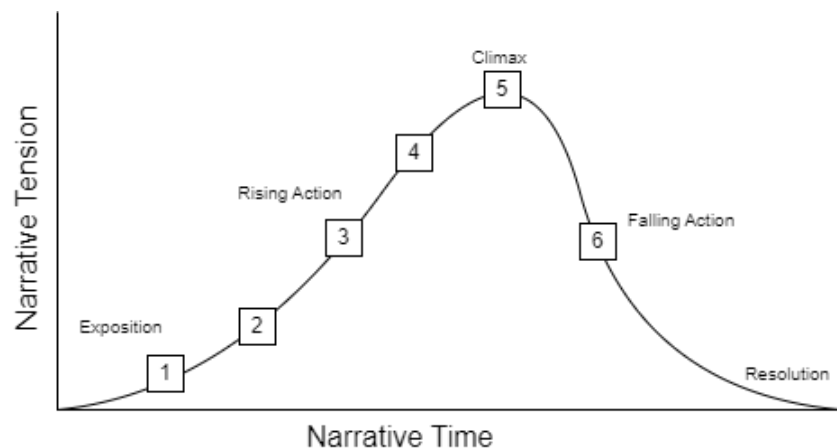 Climax
5
4
Rising Action
3
6
Falling Action
Narrative Tension
Exposition
2
1
Resolution
Narrative Time